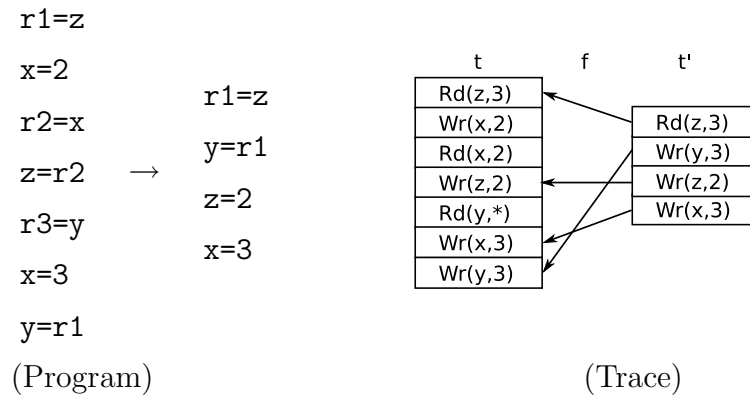 r1=z
x=2
r2=x
z=r2
r3=y
x=3
y=r1
→
r1=z
y=r1
z=2
x=3
(Program)
t f t'
Rd(z,3)
Wr(x,2)
Rd(x,2)
Wr(z,2)
Rd(y,*)
Wr(x,3)
Wr(y,3)
Rd(z,3)
Wr(y,3)
Wr(z,2)
Wr(x,3)
(Trace)